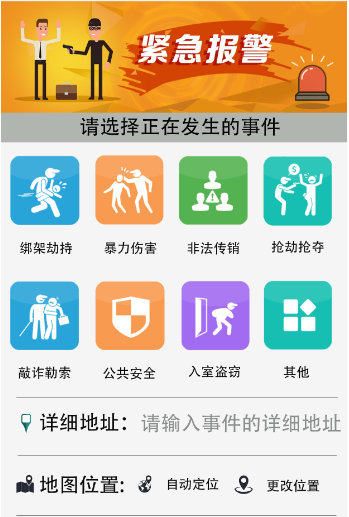 紧急报警
请选择正在发生的事件
绑架劫持 暴力伤害 非法传销 抢劫抢夺
敲诈勒索 公共安全 入室盗窃 其他
详细地址： 请输入事件的详细地址
地图位置: 自动定位 更改位置